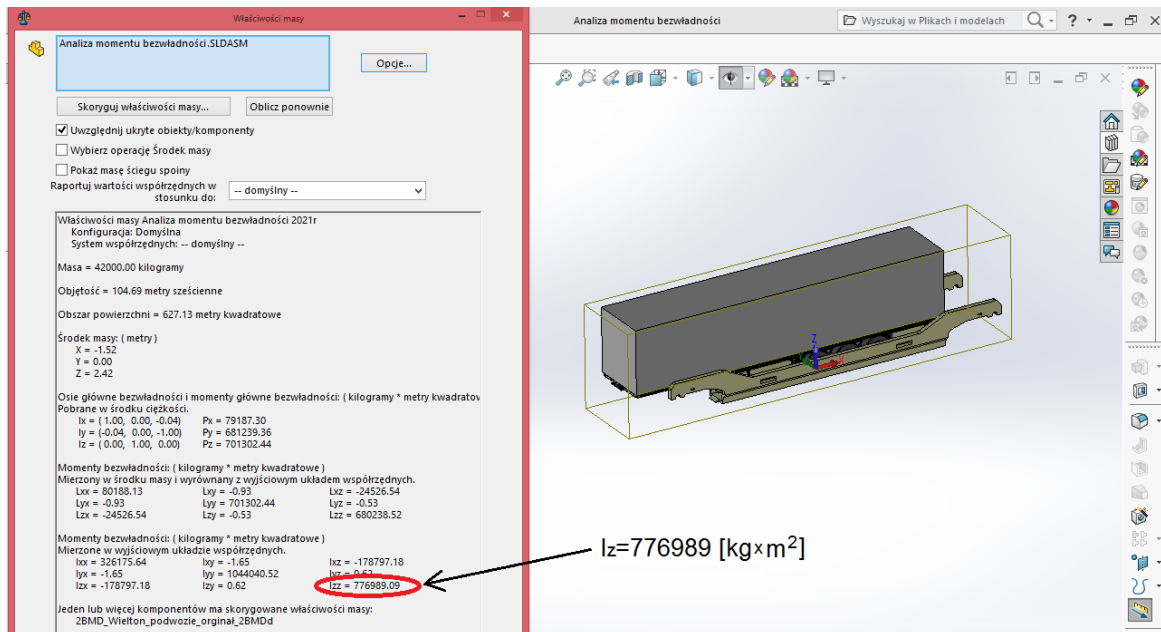 Właściwości masy
Analiza momentu bezwładności
Wyszukaj w Plikach i modelach
Analiza momentu bezwładności.SLDASM
Opcje...
Skoryguj właściwości masy...
Oblicz ponownie
Uwzględnij ukryte obiekty/komponenty
Wybierz operację Środek masy
Pokaż masę ściegu spoiny
Raportuj wartości współrzędnych w
stosunku do:
-- domyślny --
Właściwości masy Analiza momentu bezwładności 2021r
Konfiguracja: Domyślna
System współrzędnych: -- domyślny --
Masa = 42000.00 kilogramy
Objętość = 104.69 metry sześcienne
Obszar powierzchni = 627.13 metry kwadratowe
Środek masy: ( metry )
X = -1.52
Y = 0.00
Z = 2.42
Osie główne bezwładności i momenty główne bezwładności: ( kilogramy * metry kwadratow
Pobrane w środku ciężkości.
Ix = ( 1.00, 0.00, -0.04) Px = 79187.30
Iy = (-0.04, 0.00, -1.00) Py = 681239.36
Iz = ( 0.00, 1.00, 0.00) Pz = 701302.44
Momenty bezwładności: ( kilogramy * metry kwadratowe )
Mierzony w środku masy i wyrównany z wyjściowym układem współrzędnych.
Lxx = 80188.13 Lxy = -0.93 Lxz = -24526.54
Lyx = -0.93 Lyy = 701302.44 Lyz = -0.53
Lzx = -24526.54 Lzy = -0.53 Lzz = 680238.52
Momenty bezwładności: ( kilogramy * metry kwadratowe )
Mierzone w wyjściowym układzie współrzędnych.
Ixx = 326175.64 Ixy = -1.65 Ixz = -178797.18
Iyx = -1.65 Iyy = 1044040.52 Iyz = 0.62
Izx = -178797.18 Izy = 0.62 Izz = 776989.09
Jeden lub więcej komponentów ma skorygowane właściwości masy:
2BMD_Wielton_podwozie_orginał_2BMDd
Iz=776989 [kg×m²]
Z
X